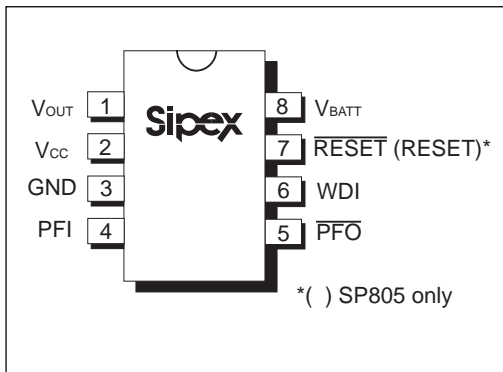 VOUT 1
VCC 2
GND 3
PFI 4
Sipex
8 VBATT
7 RESET (RESET)*
6 WDI
5 PFO
*( ) SP805 only